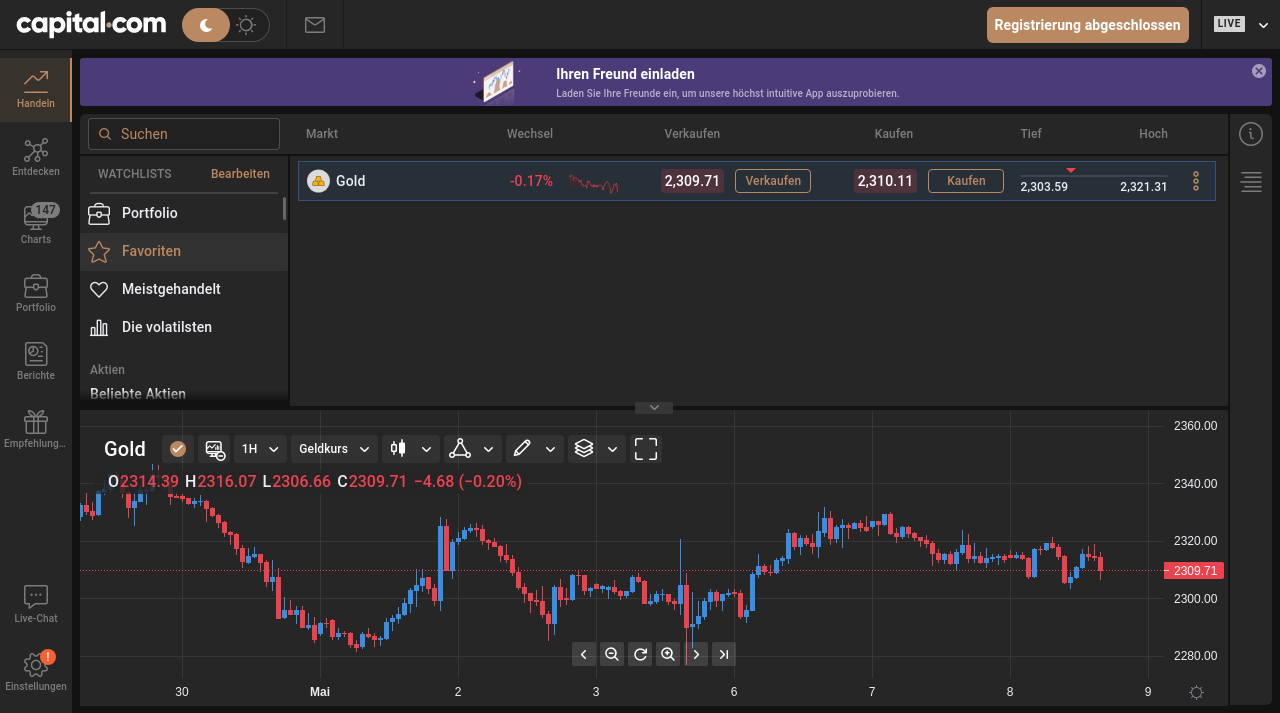 capital.com
Registrierung abgeschlossen
LIVE
Handeln
Entdecken
147
Charts
Portfolio
Berichte
Empfehlung...
Live-Chat
!
Einstellungen
Ihren Freund einladen
Laden Sie Ihre Freunde ein, um unsere höchst intuitive App auszuprobieren.
Suchen
Markt Wechsel Verkaufen Kaufen Tief Hoch
WATCHLISTS Bearbeiten
Portfolio
Favoriten
Meistgehandelt
Die volatilsten
Aktien
Beliebte Aktien
Gold -0.17% 2,309.71 Verkaufen 2,310.11 Kaufen 2,303.59 2,321.31
Gold 1H Geldkurs
O2314.39 H2316.07 L2306.66 C2309.71 −4.68 (−0.20%)
2360.00
2340.00
2320.00
2309.71
2300.00
2280.00
30 Mai 2 3 6 7 8 9